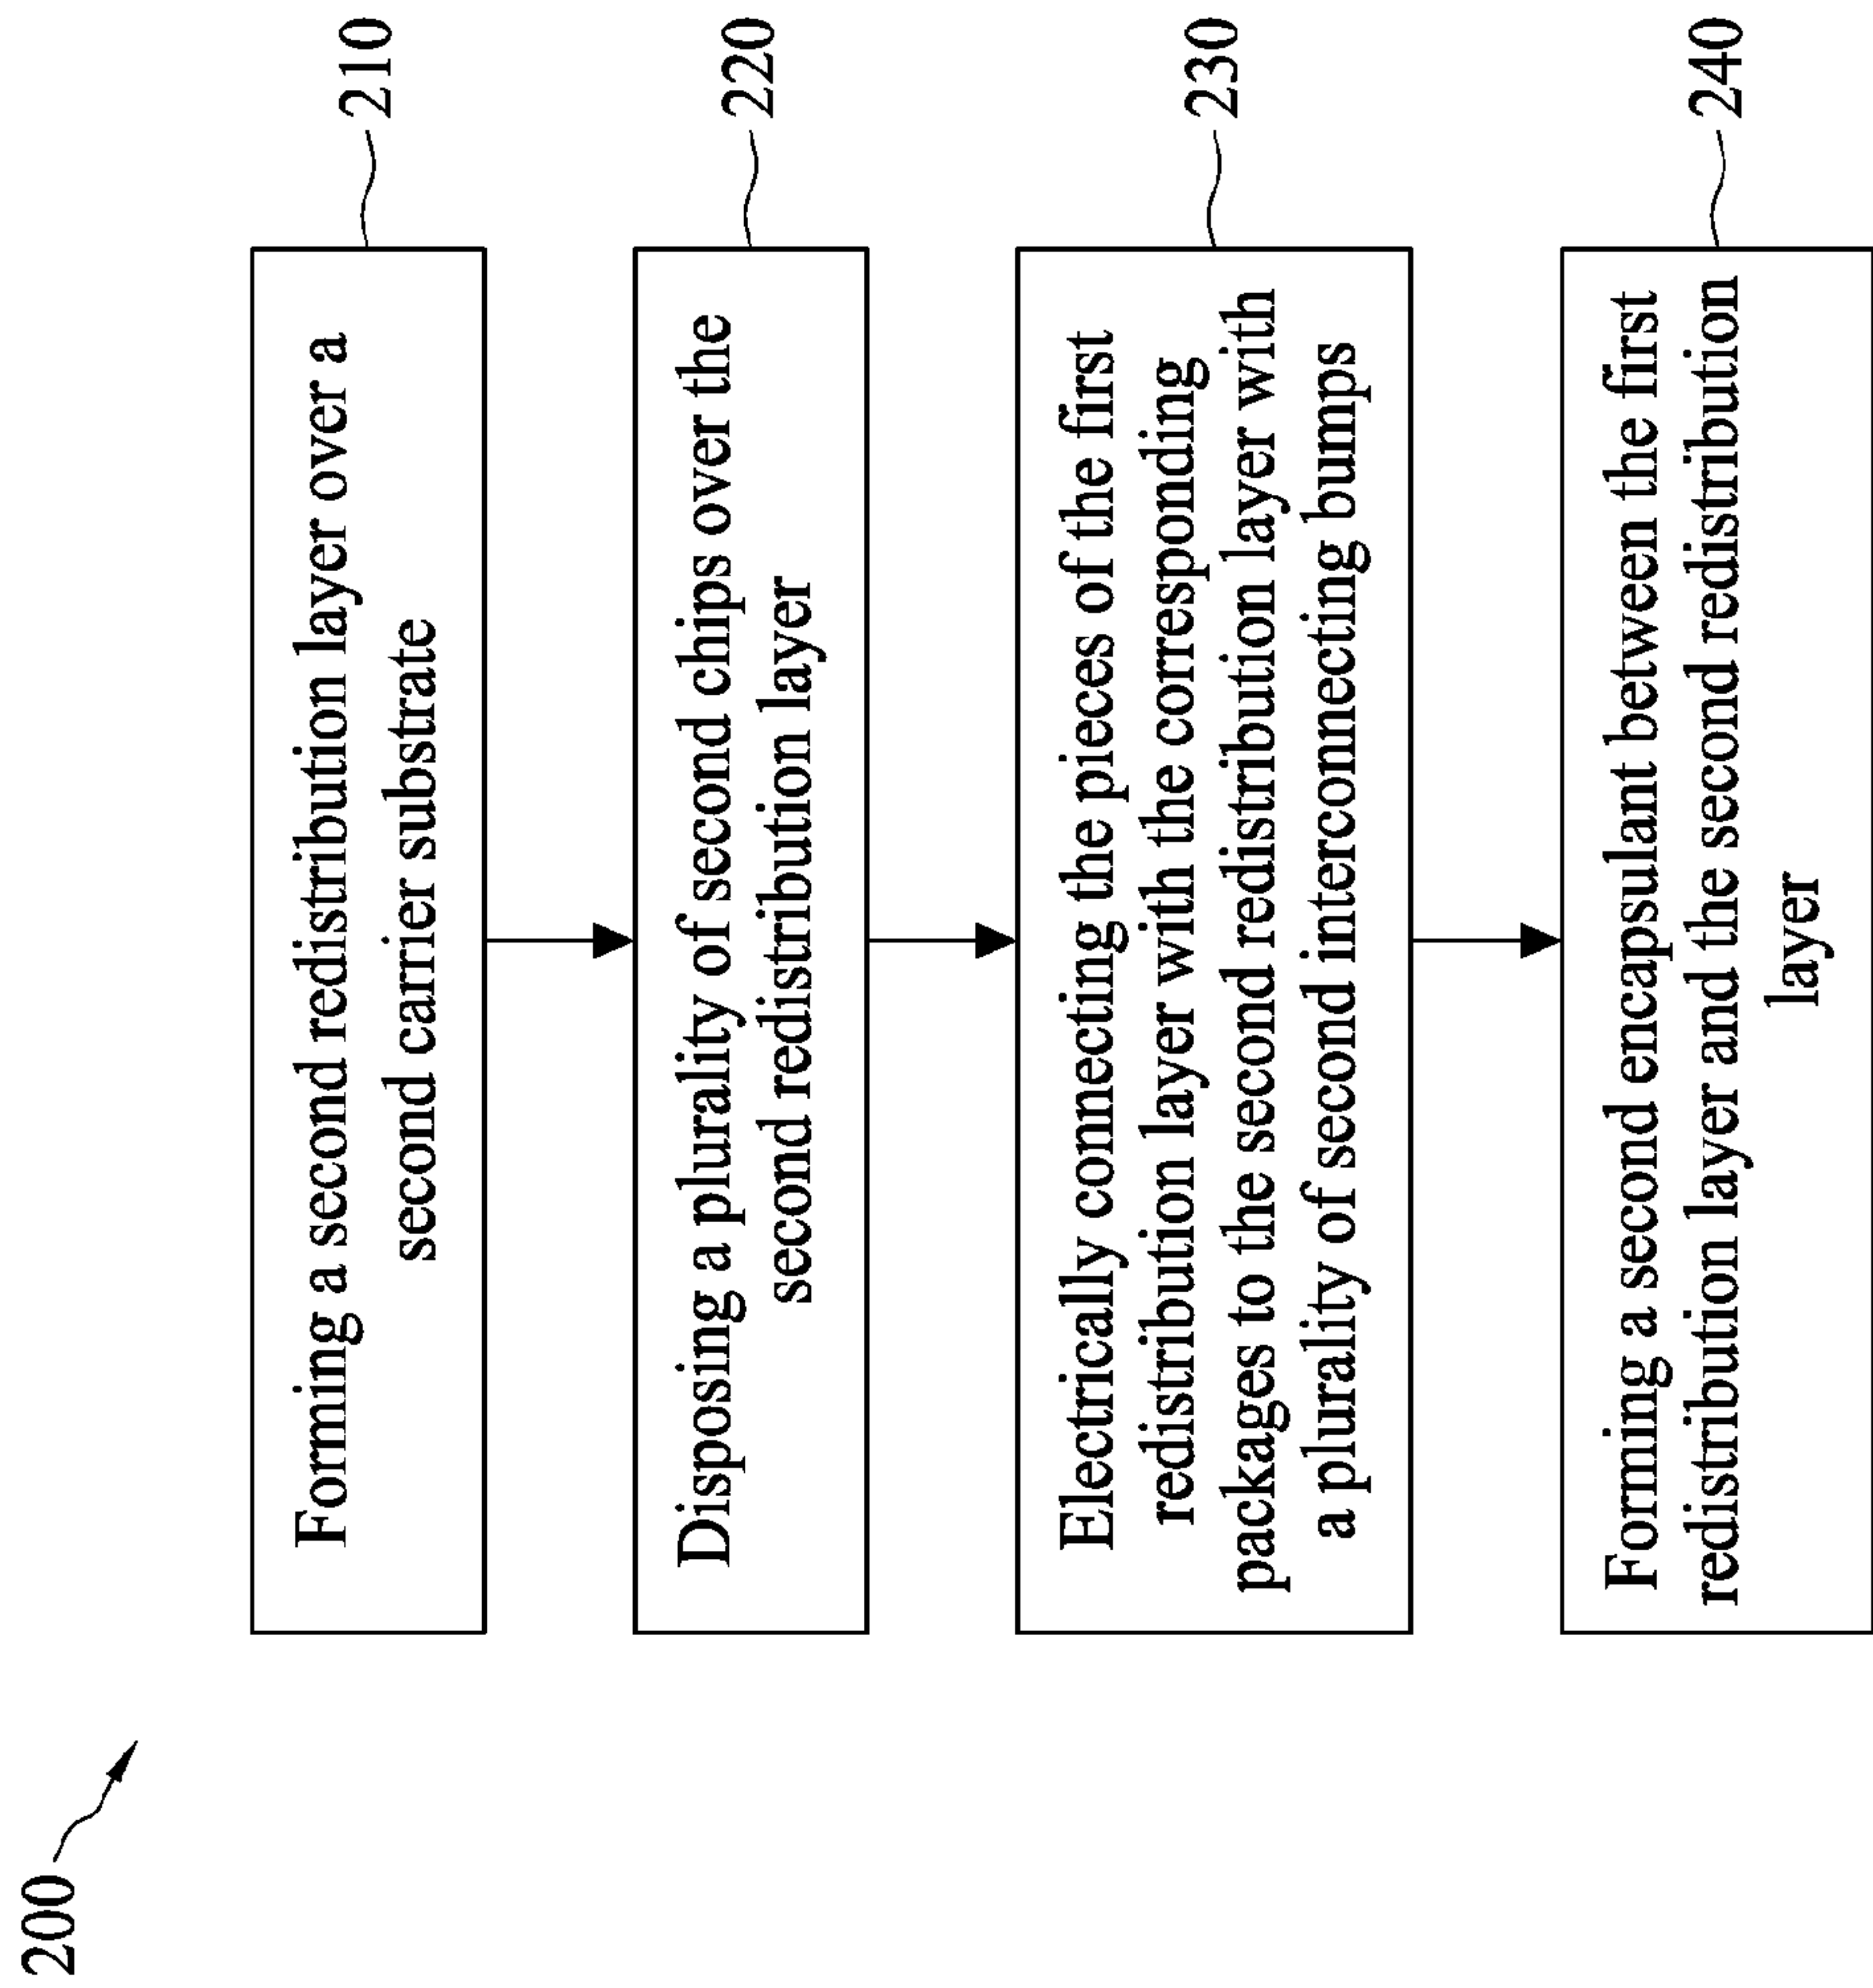 200
Forming a second redistribution layer over a
second carrier substrate
210
Disposing a plurality of second chips over the
second redistribution layer
220
Electrically connecting the pieces of the first
redistribution layer with the corresponding
packages to the second redistribution layer with
a plurality of second interconnecting bumps
230
Forming a second encapsulant between the first
redistribution layer and the second redistribution
layer
240